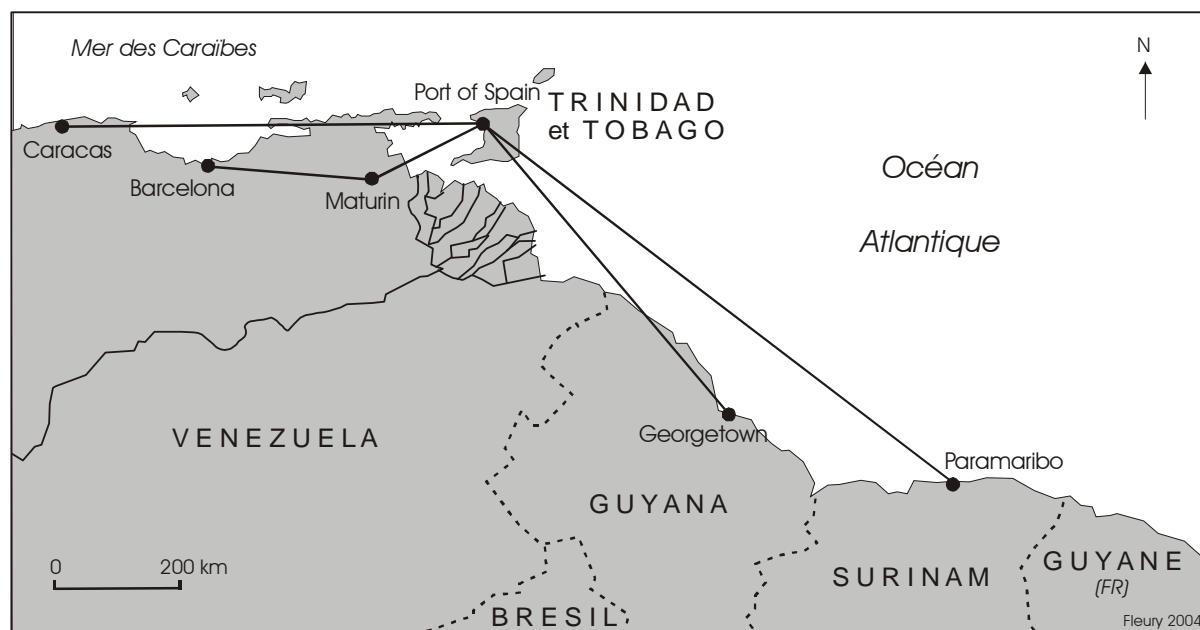 Mer des Caraïbes
N
Port of Spain
TRINIDAD
et TOBAGO
Caracas
Barcelona
Maturin
Océan
Atlantique
VENEZUELA
Georgetown
Paramaribo
GUYANA
0 200 km
SURINAM
GUYANE
(FR)
BRESIL
Fleury 2004